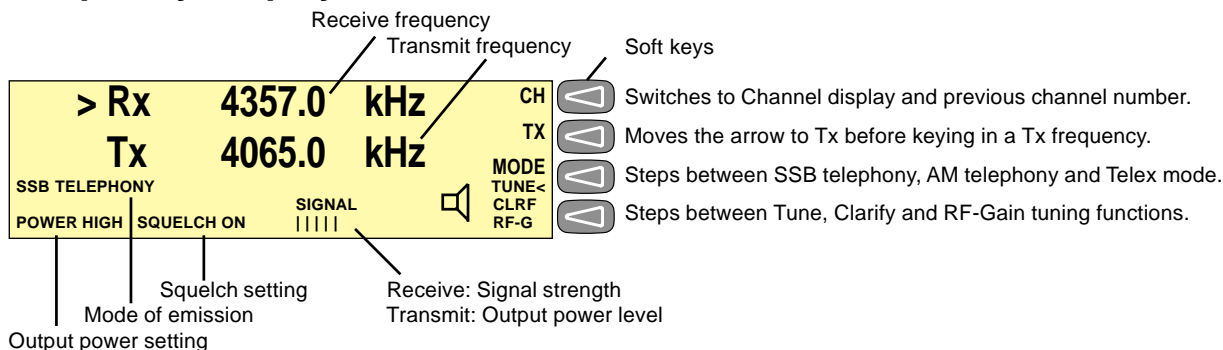 Receive frequency
Transmit frequency
Soft keys
> Rx 4357.0 kHz
CH
Switches to Channel display and previous channel number.
Tx 4065.0 kHz
TX
Moves the arrow to Tx before keying in a Tx frequency.
MODE
Steps between SSB telephony, AM telephony and Telex mode.
SSB TELEPHONY
TUNE<
CLRF
RF-G
Steps between Tune, Clarify and RF-Gain tuning functions.
SIGNAL
POWER HIGH SQUELCH ON | | | | |
Squelch setting
Receive: Signal strength
Mode of emission
Transmit: Output power level
Output power setting